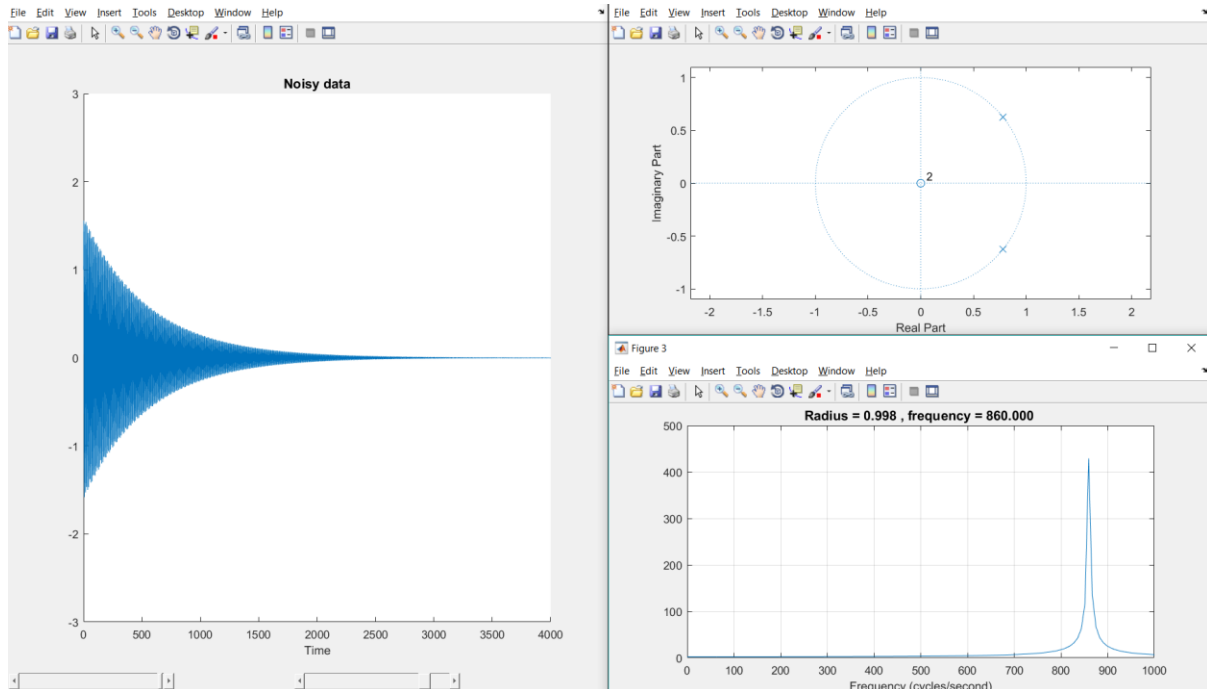 File Edit View Insert Tools Desktop Window Help
Noisy data
3
2
1
0
-1
-2
-3
0 500 1000 1500 2000 2500 3000 3500 4000
Time
File Edit View Insert Tools Desktop Window Help
1
0.5
0
-0.5
-1
Imaginary Part
2
-2 -1.5 -1 -0.5 0 0.5 1 1.5 2
Real Part
Figure 3
File Edit View Insert Tools Desktop Window Help
Radius = 0.998 , frequency = 860.000
500
400
300
200
100
0
0 100 200 300 400 500 600 700 800 900 1000
Frequency (cycles/second)